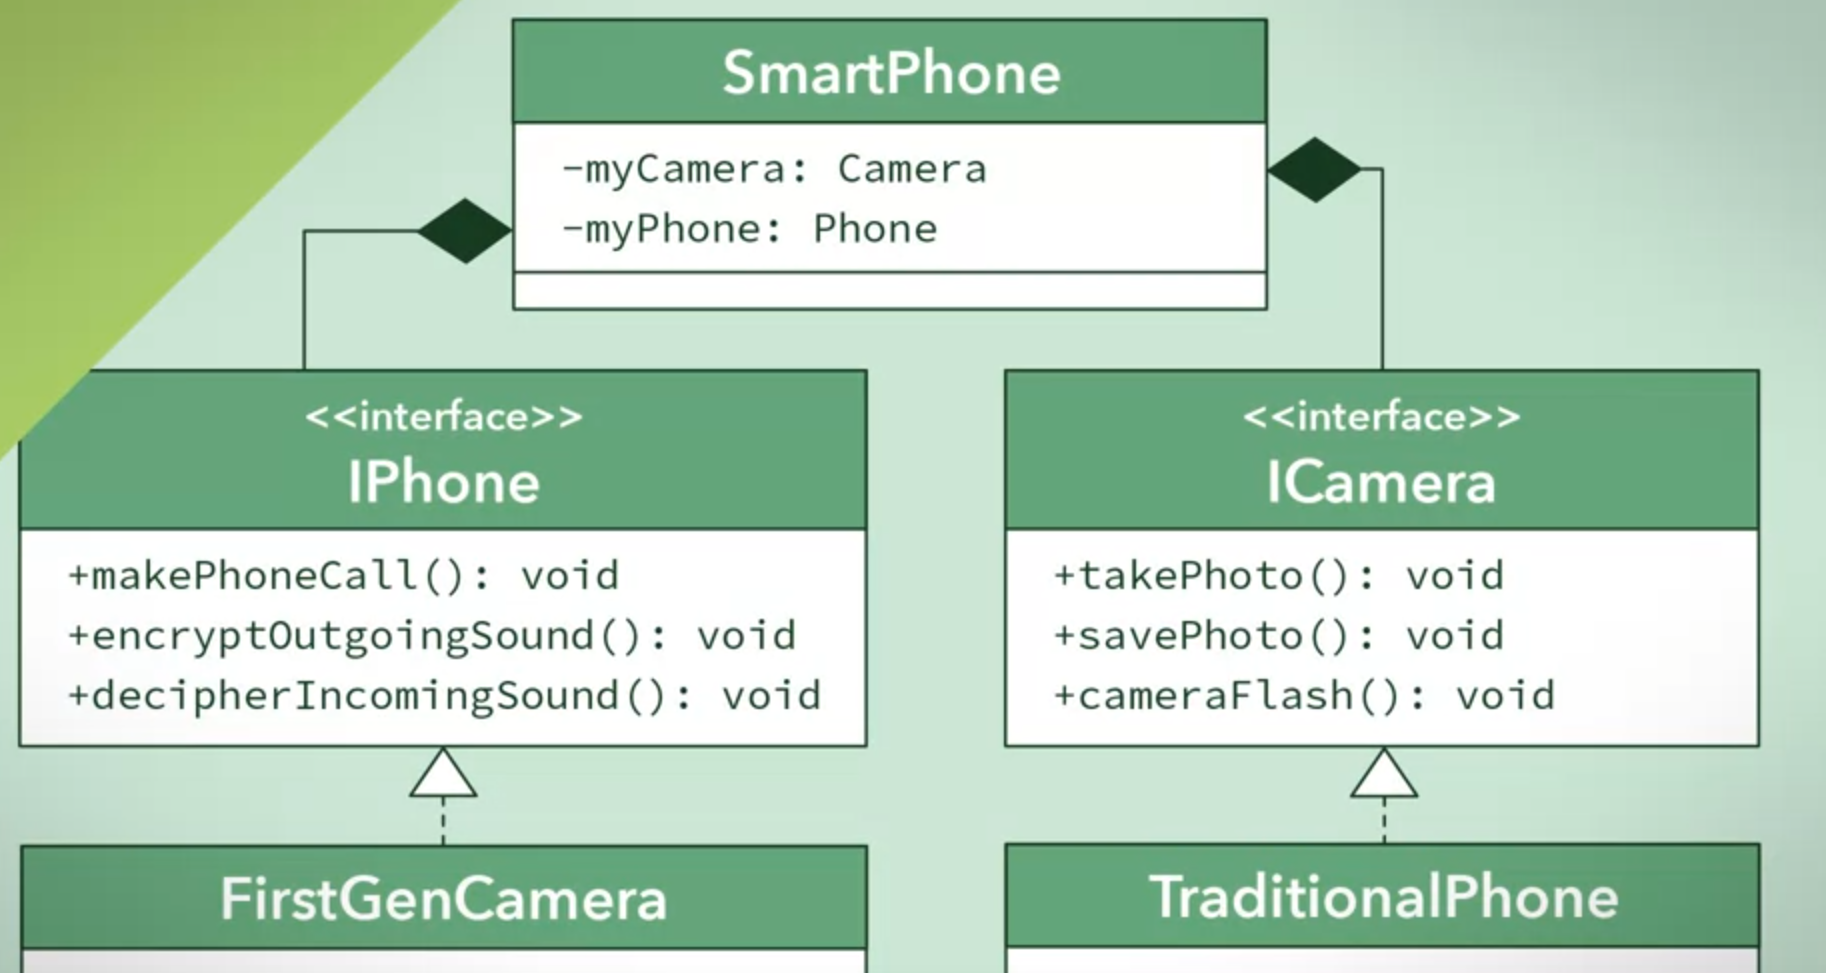 SmartPhone
-myCamera: Camera
-myPhone: Phone
<<interface>>
IPhone
+makePhoneCall(): void
+encryptOutgoingSound(): void
+decipherIncomingSound(): void
<<interface>>
ICamera
+takePhoto(): void
+savePhoto(): void
+cameraFlash(): void
FirstGenCamera
TraditionalPhone